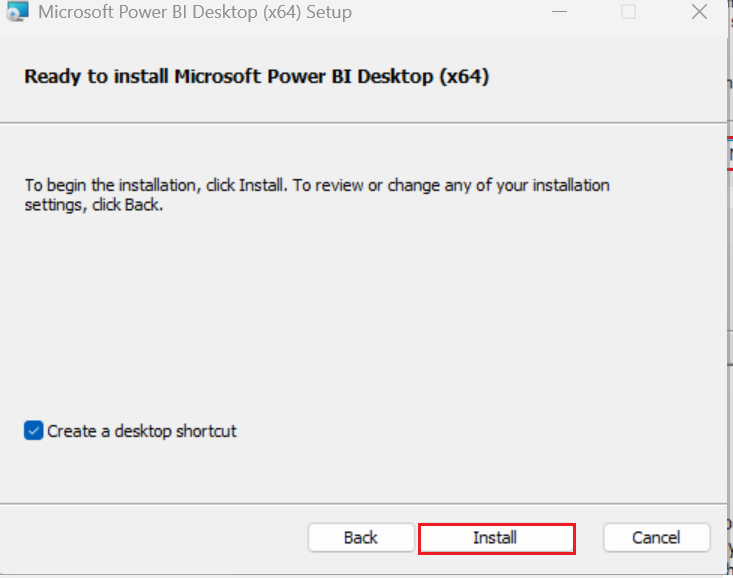 Microsoft Power BI Desktop (x64) Setup
Ready to install Microsoft Power BI Desktop (x64)
To begin the installation, click Install. To review or change any of your installation
settings, click Back.
Create a desktop shortcut
Back Install Cancel